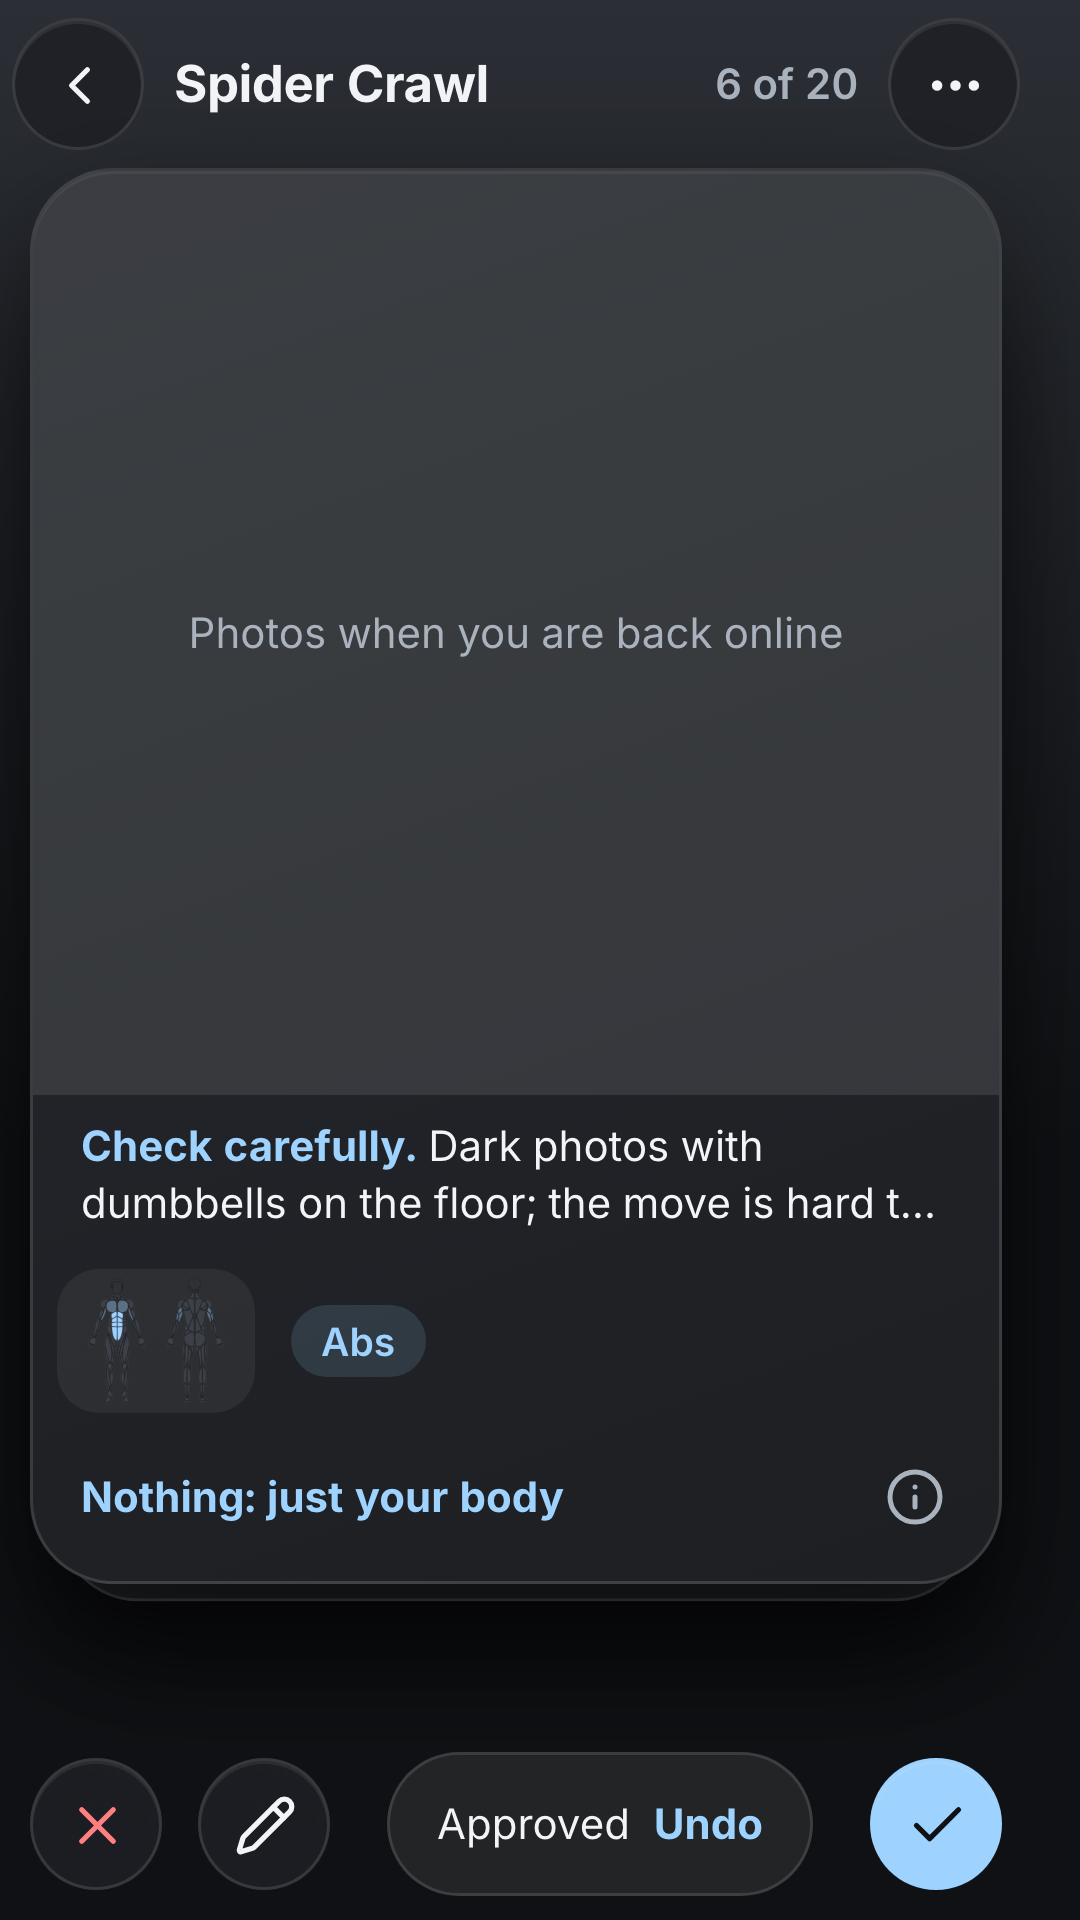 Spider Crawl
6 of 20
Photos when you are back online
Check carefully. Dark photos with
dumbbells on the floor; the move is hard t...
Abs
Nothing: just your body
Approved Undo